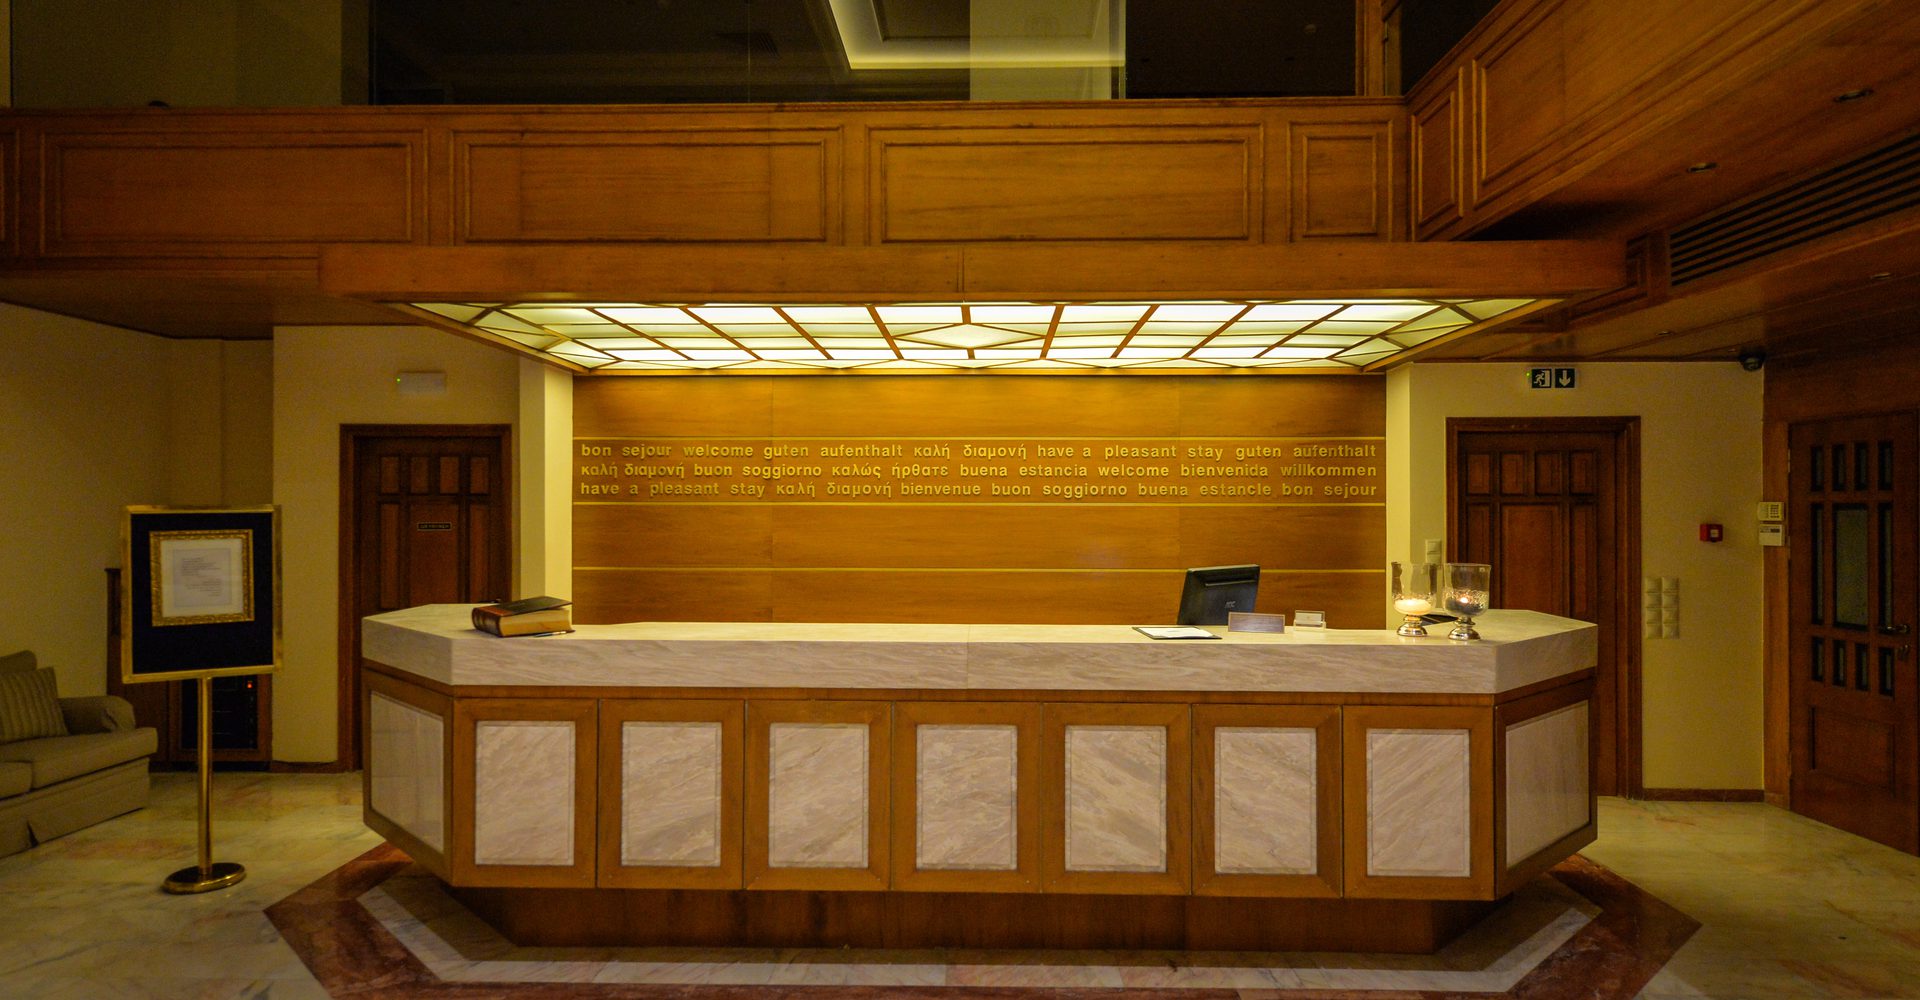 bon sejour welcome guten aufenthalt καλή διαμονή have a pleasant stay guten aufenthalt
καλή διαμονή buon soggiorno καλώς ήρθατε buena estancia welcome bienvenida willkommen
have a pleasant stay καλή διαμονή bienvenue buon soggiorno buena estancie bon sejour